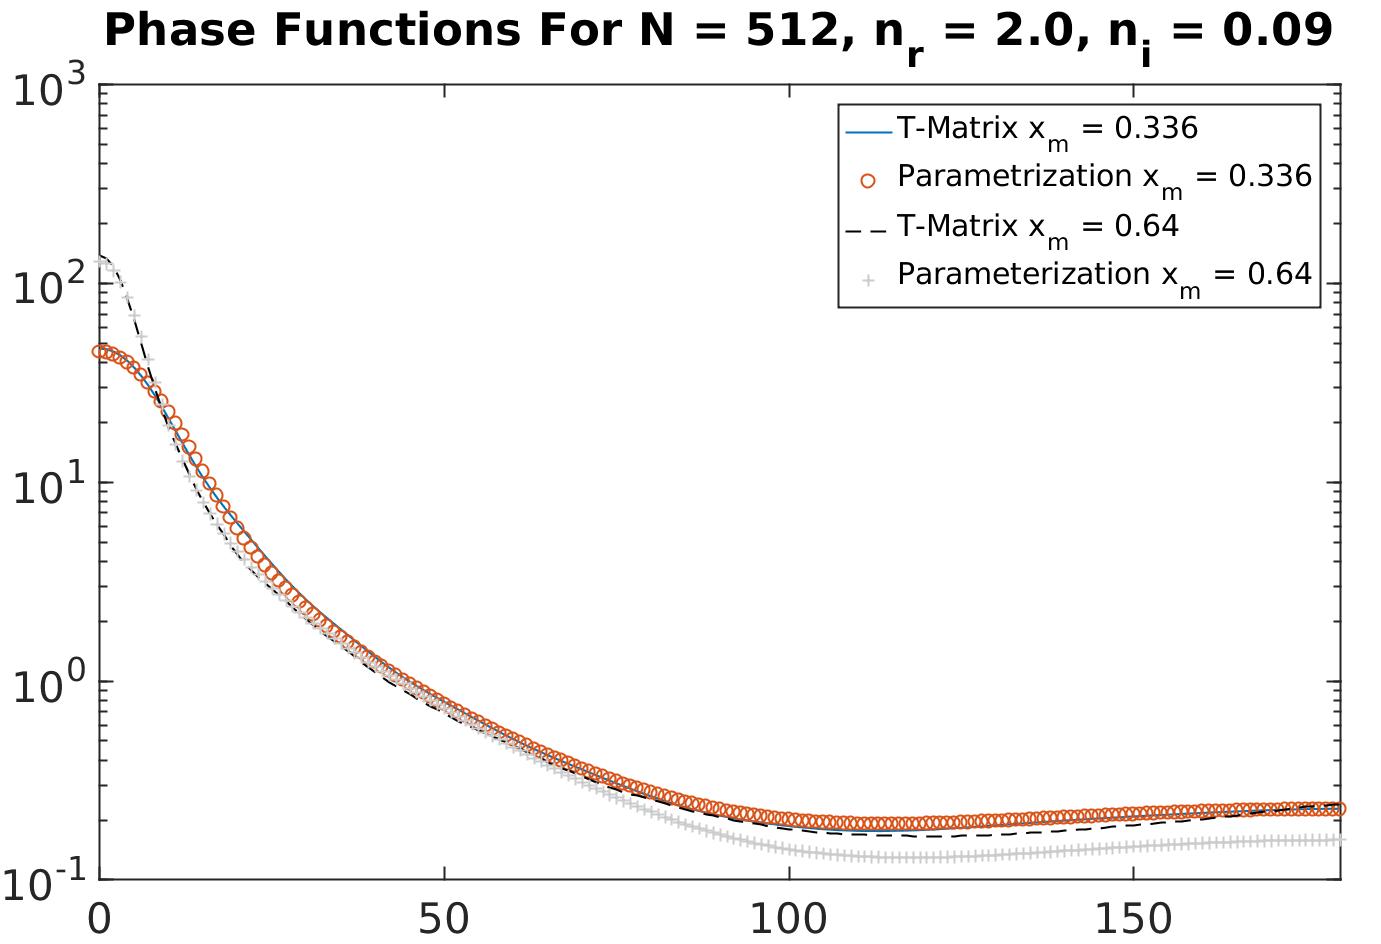 Phase Functions For N = 512, n_r = 2.0, n_i = 0.09
10^3
10^2
10^1
10^0
10^-1
T-Matrix x_m = 0.336
Parametrization x_m = 0.336
T-Matrix x_m = 0.64
Parameterization x_m = 0.64
0 50 100 150